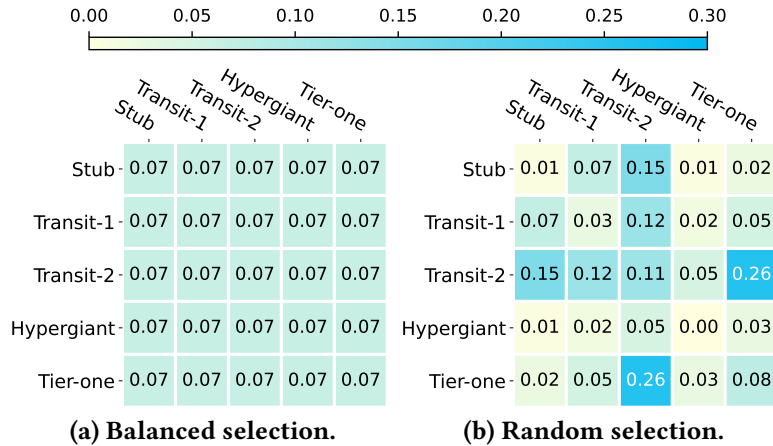 0.00 0.05 0.10 0.15 0.20 0.25 0.30
Stub Transit-1 Transit-2 Hypergiant Tier-one
Stub 0.07 0.07 0.07 0.07 0.07
Transit-1 0.07 0.07 0.07 0.07 0.07
Transit-2 0.07 0.07 0.07 0.07 0.07
Hypergiant 0.07 0.07 0.07 0.07 0.07
Tier-one 0.07 0.07 0.07 0.07 0.07
(a) Balanced selection.
Stub Transit-1 Transit-2 Hypergiant Tier-one
Stub 0.01 0.07 0.15 0.01 0.02
Transit-1 0.07 0.03 0.12 0.02 0.05
Transit-2 0.15 0.12 0.11 0.05 0.26
Hypergiant 0.01 0.02 0.05 0.00 0.03
Tier-one 0.02 0.05 0.26 0.03 0.08
(b) Random selection.